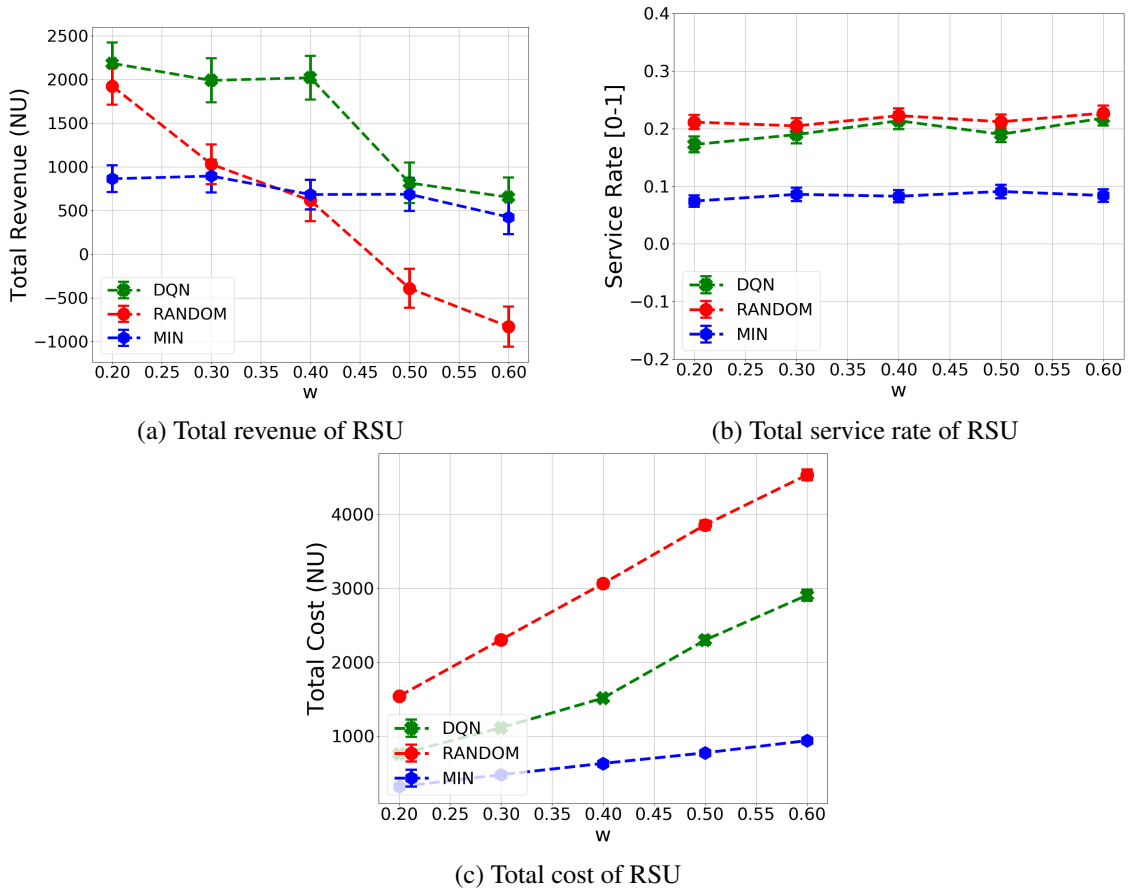 2500
2000
1500
1000
500
0
−500
−1000
Total Revenue (NU)
DQN
RANDOM
MIN
0.20 0.25 0.30 0.35 0.40 0.45 0.50 0.55 0.60
w
(a) Total revenue of RSU
0.4
0.3
0.2
0.1
0.0
−0.1
−0.2
Service Rate [0-1]
DQN
RANDOM
MIN
0.20 0.25 0.30 0.35 0.40 0.45 0.50 0.55 0.60
w
(b) Total service rate of RSU
4000
3000
2000
1000
Total Cost (NU)
DQN
RANDOM
MIN
0.20 0.25 0.30 0.35 0.40 0.45 0.50 0.55 0.60
w
(c) Total cost of RSU